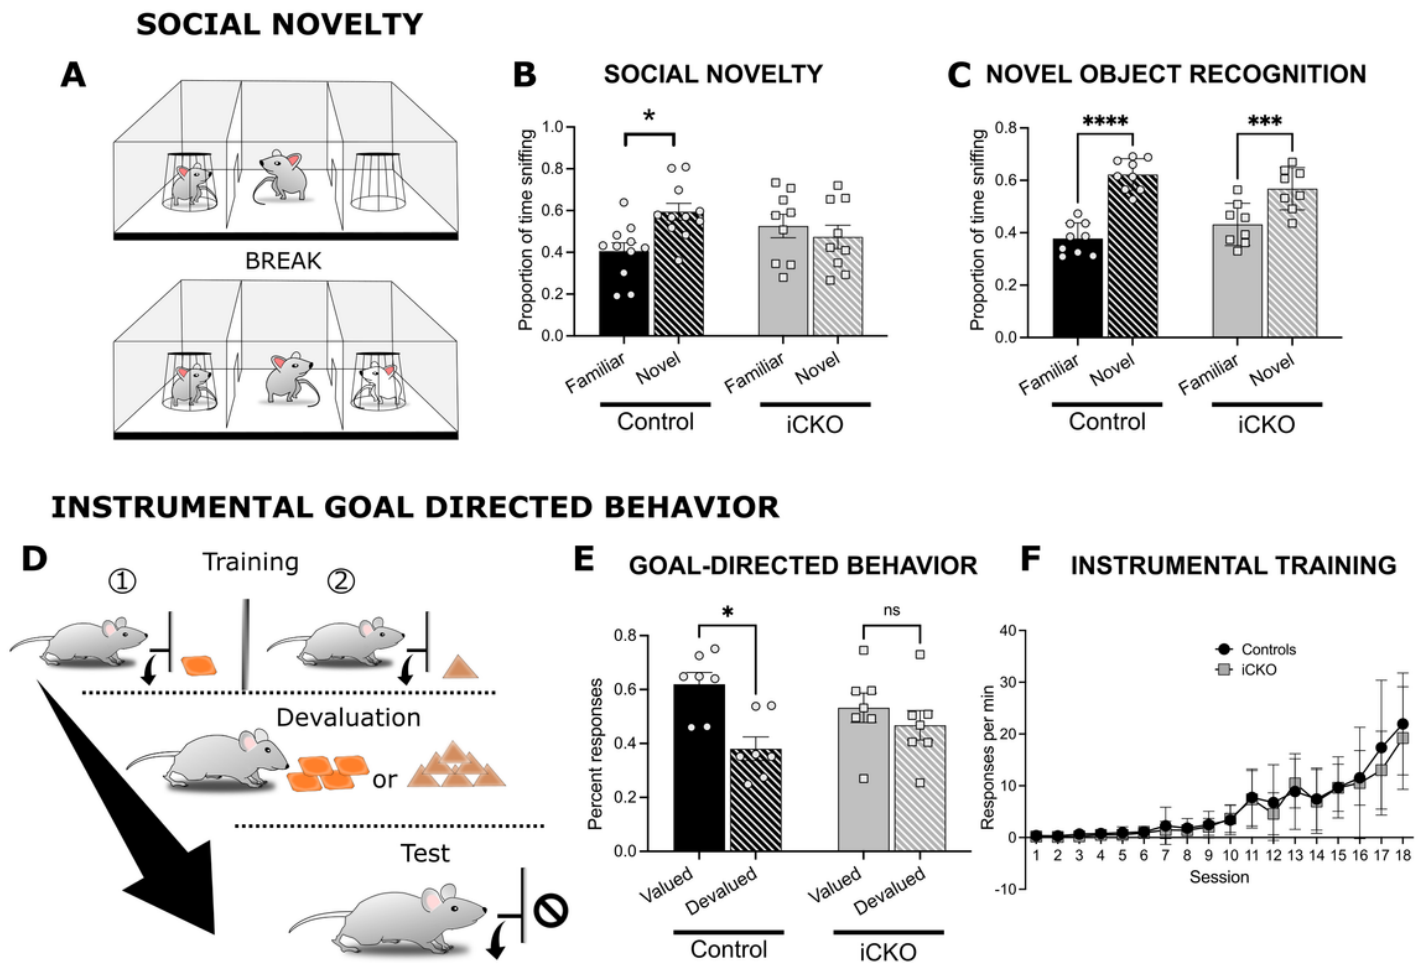 SOCIAL NOVELTY
A
BREAK
B SOCIAL NOVELTY
*
Proportion of time sniffing
1.0
0.8
0.6
0.4
0.2
0.0
Familiar Novel Familiar Novel
Control iCKO
C NOVEL OBJECT RECOGNITION
**** ***
Proportion of time sniffing
0.8
0.6
0.4
0.2
0.0
Familiar Novel Familiar Novel
Control iCKO
INSTRUMENTAL GOAL DIRECTED BEHAVIOR
D
Training
① ②
Devaluation
or
Test
E GOAL-DIRECTED BEHAVIOR
* ns
Percent responses
0.8
0.6
0.4
0.2
0.0
Valued Devalued Valued Devalued
Control iCKO
F INSTRUMENTAL TRAINING
Controls
iCKO
Responses per min
40
30
20
10
0
-10
1 2 3 4 5 6 7 8 9 10 11 12 13 14 15 16 17 18
Session